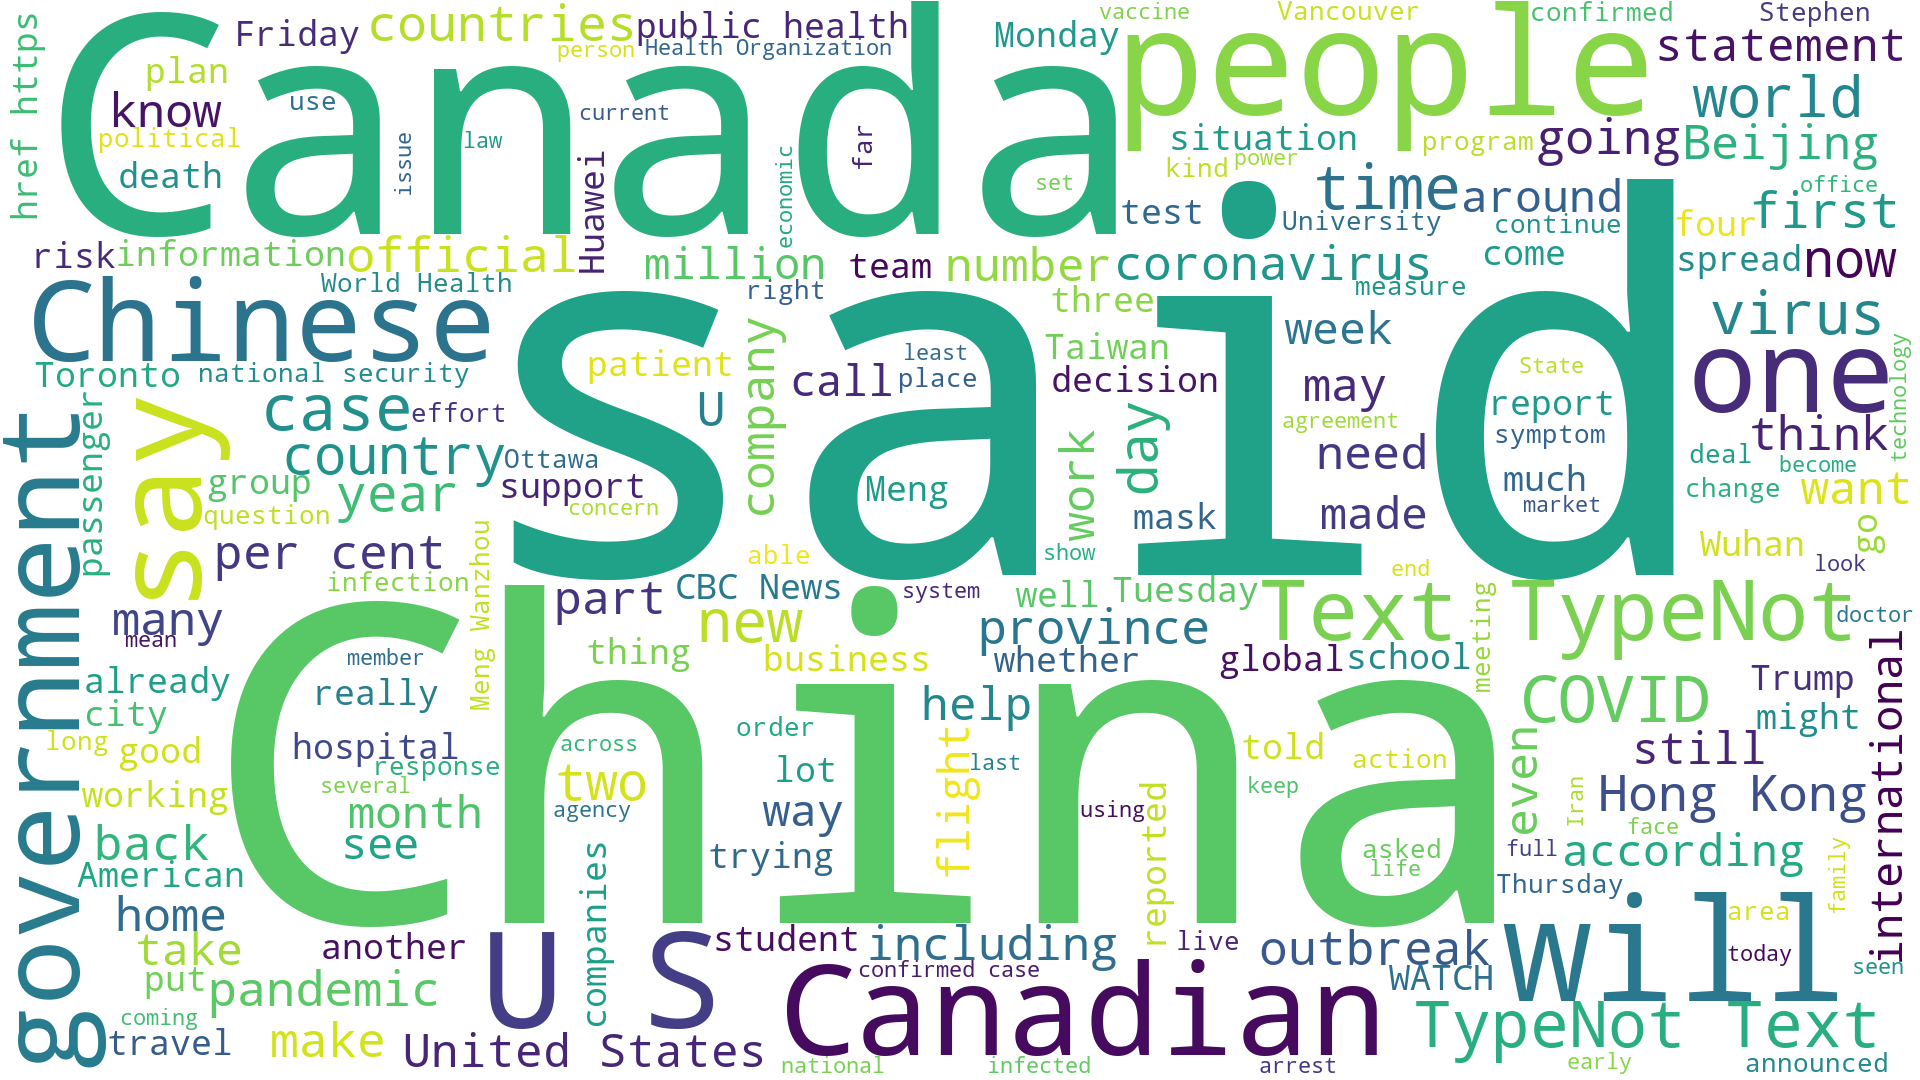 Canada
people
said
China
Chinese
government
say
one
will
Canadian
U S
Text TypeNot
TypeNot Text
href https
Friday
countries
public health
person
Health Organization
Monday
vaccine
Vancouver
confirmed
Stephen
statement
plan
know
use
political
death
issue
law
current
Huawei
far
economic
set
situation
kind
power
program
going
world
Beijing
test
University
time
around
continue
office
four
first
risk
information
official
World Health
million
team
right
number
coronavirus
three
measure
come
spread
now
virus
week
Toronto
national security
case
effort
patient
company
call
least
place
Taiwan
decision
may
State
report
agreement
symptom
technology
think
passenger
country
Ottawa
U
group
year
support
question
concern
Meng
work
day
mask
need
made
much
market
deal
become
change
want
go
per cent
Meng Wanzhou
able
show
Wuhan
look
end
infection
CBC News
system
many
mean
part
new
well
Tuesday
province
doctor
member
thing
business
whether
global
school
meeting
already
really
city
help
COVID
Trump
might
international
long
good
hospital
across
order
response
several
two
lot
flight
last
told
action
even
still
working
month
agency
way
using
keep
Iran
Hong Kong
face
back
see
trying
reported
asked
life
full
according
family
American
companies
Thursday
home
area
take
another
student
including
live
outbreak
today
put
pandemic
confirmed case
WATCH
seen
coming
travel
make
United States
national
infected
arrest
early
announced